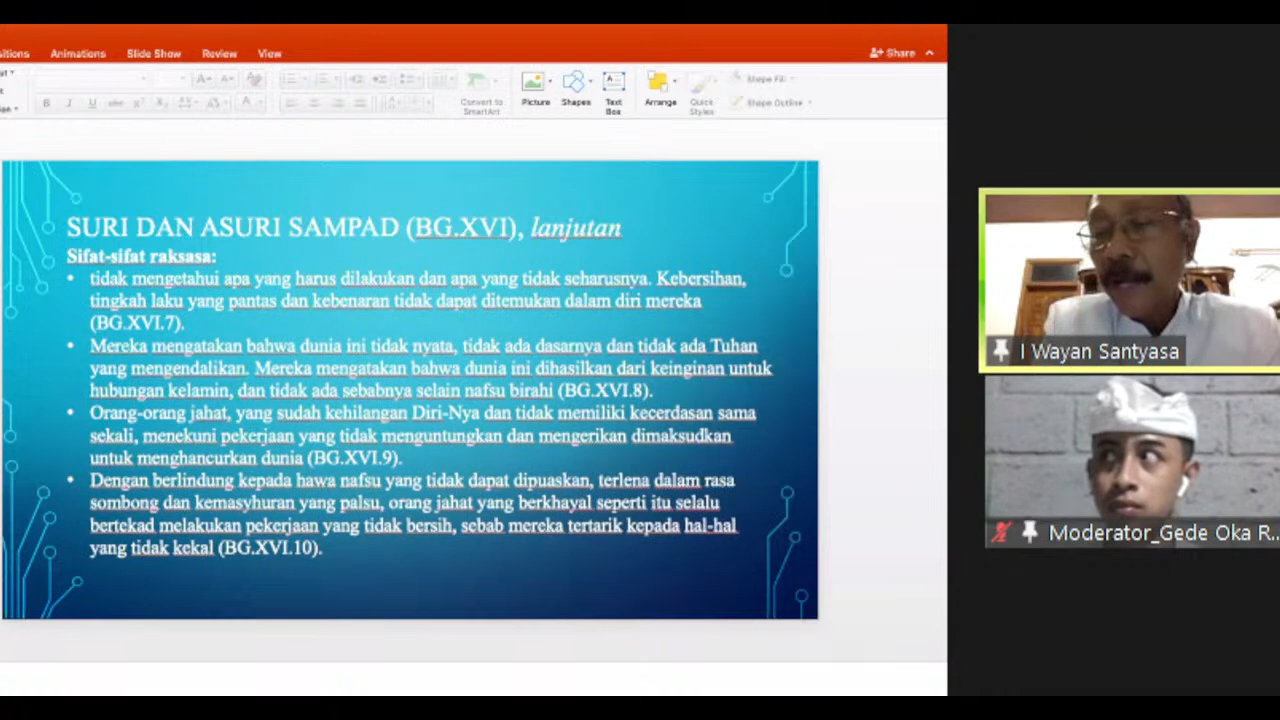 sitions Animations Slide Show Review View Share
Convert to
SmartArt
Picture Shapes Text
Box
Arrange Quick
Styles
Shape Fill
Shape Outline
SURI DAN ASURI SAMPAD (BG.XVI), lanjutan
Sifat-sifat raksasa:
• tidak mengetahui apa yang harus dilakukan dan apa yang tidak seharusnya. Kebersihan,
tingkah laku yang pantas dan kebenaran tidak dapat ditemukan dalam diri mereka
(BG.XVI.7).
• Mereka mengatakan bahwa dunia ini tidak nyata, tidak ada dasarnya dan tidak ada Tuhan
yang mengendalikan. Mereka mengatakan bahwa dunia ini dihasilkan dari keinginan untuk
hubungan kelamin, dan tidak ada sebabnya selain nafsu birahi (BG.XVI.8).
• Orang-orang jahat, yang sudah kehilangan Diri-Nya dan tidak memiliki kecerdasan sama
sekali, menekuni pekerjaan yang tidak menguntungkan dan mengerikan dimaksudkan
untuk menghancurkan dunia (BG.XVI.9).
• Dengan berlindung kepada hawa nafsu yang tidak dapat dipuaskan, terlena dalam rasa
sombong dan kemasyhuran yang palsu, orang jahat yang berkhayal seperti itu selalu
bertekad melakukan pekerjaan yang tidak bersih, sebab mereka tertarik kepada hal-hal
yang tidak kekal (BG.XVI.10).
I Wayan Santyasa
Moderator_Gede Oka R...